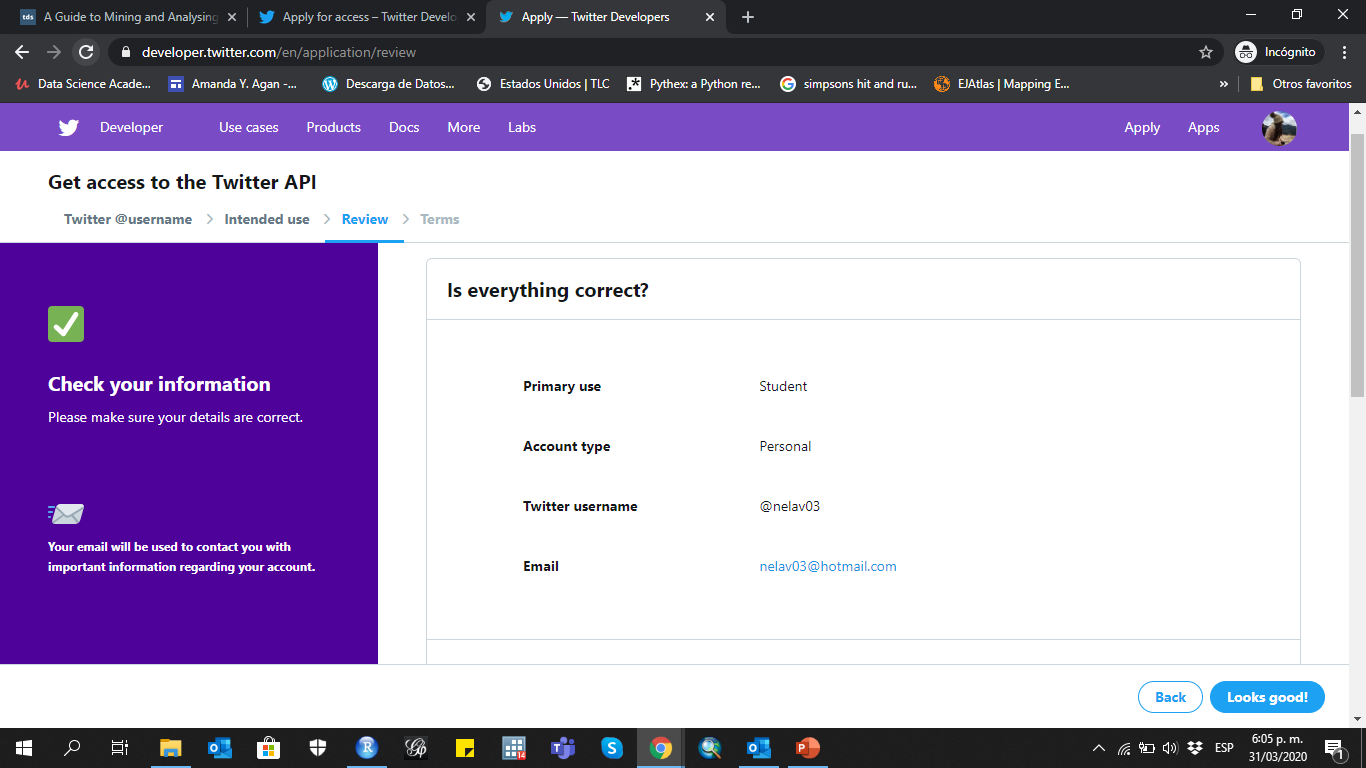 tds A Guide to Mining and Analysing
Apply for access – Twitter Develo
Apply — Twitter Developers
developer.twitter.com/en/application/review
Incógnito
Data Science Acade...
Amanda Y. Agan -...
Descarga de Datos...
Estados Unidos | TLC
Pythex: a Python re...
simpsons hit and ru...
EJAtlas | Mapping E...
»
Otros favoritos
Developer
Use cases
Products
Docs
More
Labs
Apply
Apps
Get access to the Twitter API
Twitter @username > Intended use > Review > Terms
Check your information
Please make sure your details are correct.
Your email will be used to contact you with
important information regarding your account.
Is everything correct?
Primary use Student
Account type Personal
Twitter username @nelav03
Email nelav03@hotmail.com
Back
Looks good!
ESP
6:05 p. m.
31/03/2020
1